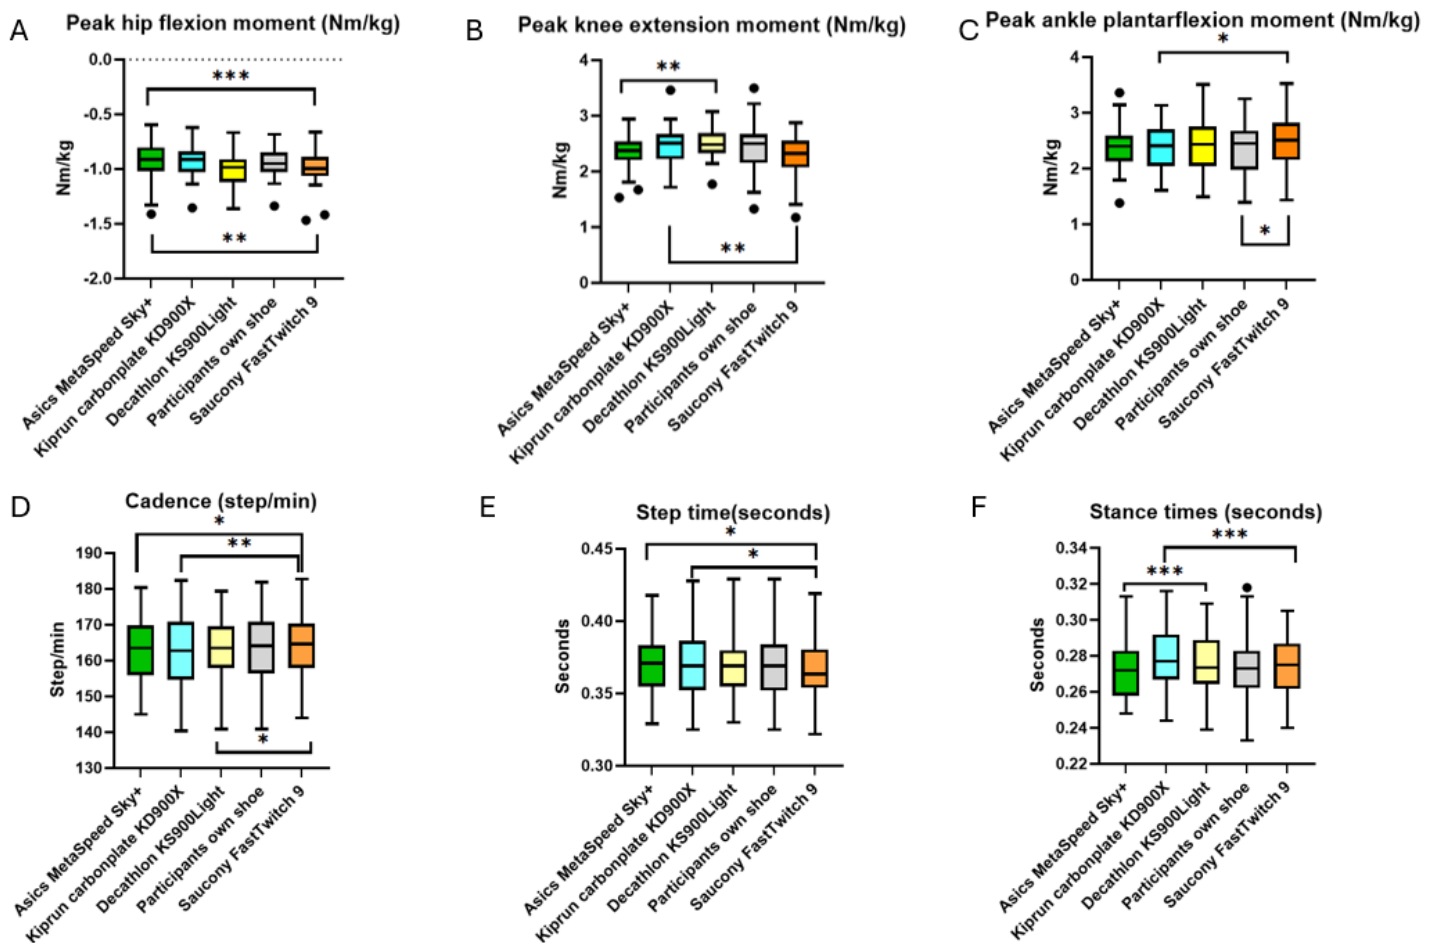 A
Peak hip flexion moment (Nm/kg)
0.0
-0.5
-1.0
-1.5
-2.0
Nm/kg
***
**
Asics MetaSpeed Sky+
Kiprun carbonplate KD900X
Decathlon KS900Light
Participants own shoe
Saucony FastTwitch 9
B
Peak knee extension moment (Nm/kg)
4
3
2
1
0
Nm/kg
**
**
Asics MetaSpeed Sky+
Kiprun carbonplate KD900X
Decathlon KS900Light
Participants own shoe
Saucony FastTwitch 9
C
Peak ankle plantarflexion moment (Nm/kg)
4
3
2
1
0
Nm/kg
*
*
Asics MetaSpeed Sky+
Kiprun carbonplate KD900X
Decathlon KS900Light
Participants own shoe
Saucony FastTwitch 9
D
Cadence (step/min)
190
180
170
160
150
140
130
Step/min
*
**
*
Asics MetaSpeed Sky+
Kiprun carbonplate KD900X
Decathlon KS900Light
Participants own shoe
Saucony FastTwitch 9
E
Step time(seconds)
0.45
0.40
0.35
0.30
Seconds
*
*
Asics MetaSpeed Sky+
Kiprun carbonplate KD900X
Decathlon KS900Light
Participants own shoe
Saucony FastTwitch 9
F
Stance times (seconds)
0.34
0.32
0.30
0.28
0.26
0.24
0.22
Seconds
***
***
Asics MetaSpeed Sky+
Kiprun carbonplate KD900X
Decathlon KS900Light
Participants own shoe
Saucony FastTwitch 9